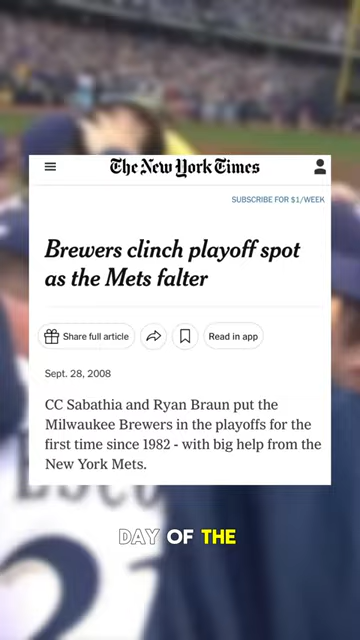 The New York Times
SUBSCRIBE FOR $1/WEEK
Brewers clinch playoff spot
as the Mets falter
Share full article
Read in app
Sept. 28, 2008
CC Sabathia and Ryan Braun put the
Milwaukee Brewers in the playoffs for the
first time since 1982 - with big help from the
New York Mets.
DAY OF THE